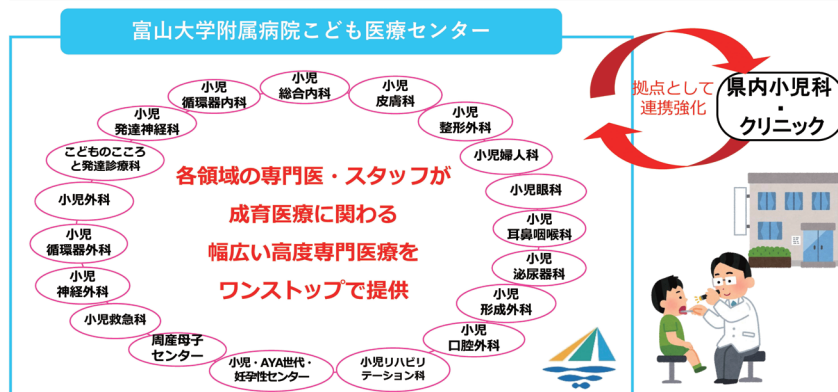 富山大学附属病院こども医療センター
小児
総合内科
小児
皮膚科
小児
整形外科
小児婦人科
小児眼科
小児
耳鼻咽喉科
小児
泌尿器科
小児
形成外科
小児
口腔外科
小児リハビリ
テーション科
小児・AYA世代・
妊孕性センター
周産母子
センター
小児救急科
小児
神経外科
小児
循環器外科
小児外科
こどものこころ
と発達診療科
小児
発達神経科
小児
循環器内科
各領域の専門医・スタッフが
成育医療に関わる
幅広い高度専門医療を
ワンストップで提供
拠点として
連携強化
県内小児科
・
クリニック